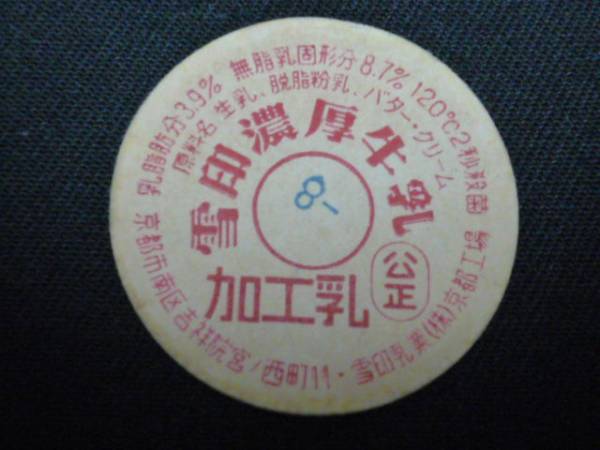 乳脂肪分3.9% 無脂乳固形分8.7% 120℃2秒殺菌
原料名 生乳、脱脂粉乳、バター・クリーム
雪印濃厚牛乳
8
加工乳
公正
京都市南区吉祥院宮ノ西町11・雪印乳業(株)京都工場